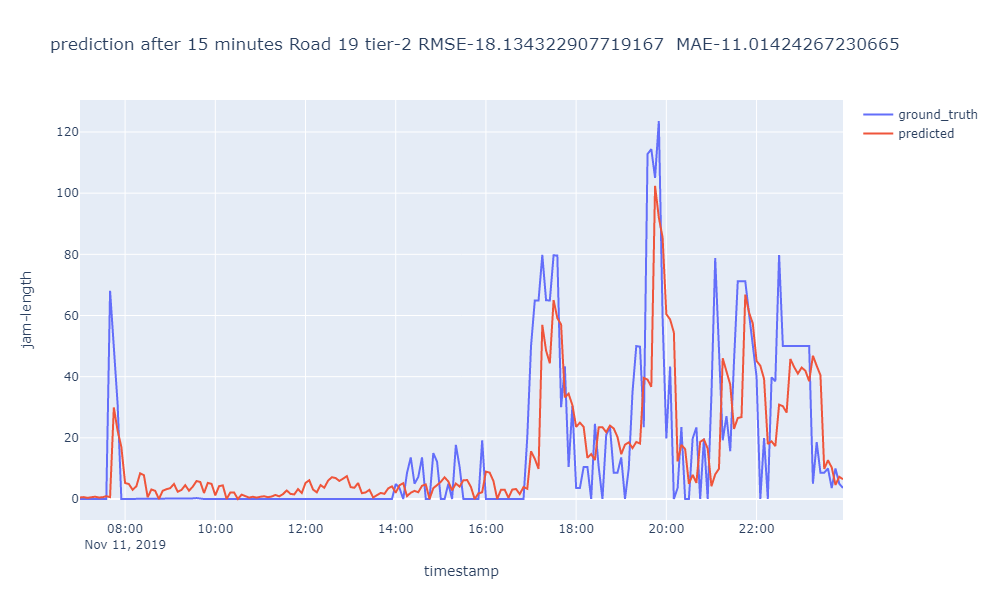 prediction after 15 minutes Road 19 tier-2 RMSE-18.134322907719167 MAE-11.01424267230665
ground_truth
predicted
120
100
80
60
40
20
0
jam-length
08:00 10:00 12:00 14:00 16:00 18:00 20:00 22:00
Nov 11, 2019
timestamp